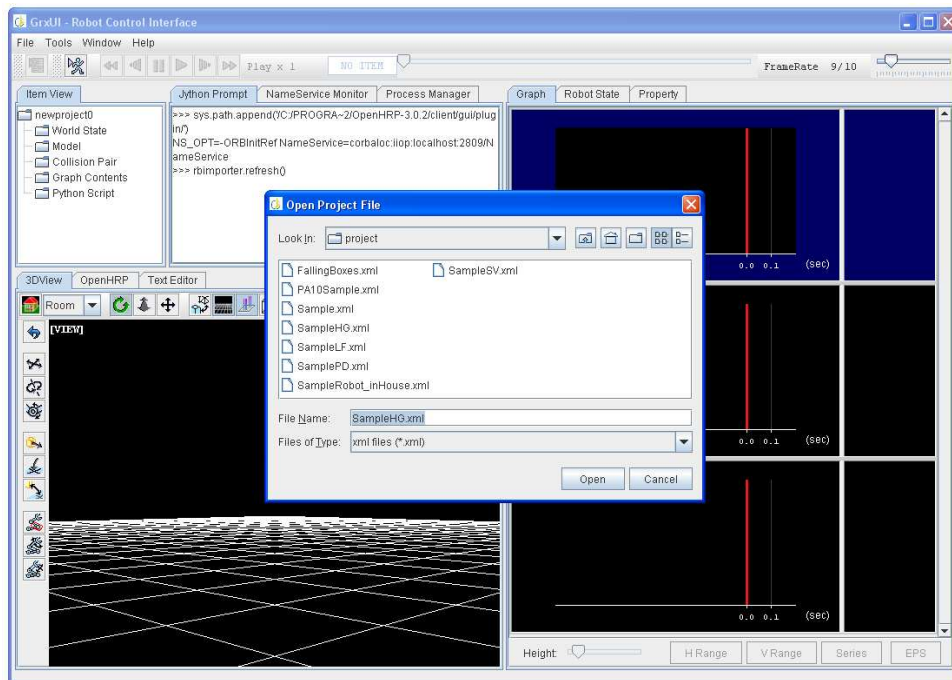 GrxUI - Robot Control Interface
File Tools Window Help
Play x 1
NO ITEM
FrameRate 9/10
Item View
Jython Prompt NameService Monitor Process Manager
Graph Robot State Property
newproject0
World State
Model
Collision Pair
Graph Contents
Python Script
>>> sys.path.append('/C:/PROGRA~2/OpenHRP-3.0.2/client/gui/plug
in/')
NS_OPT=-ORBInitRef NameService=corbaloc:iiop:localhost:2809/N
ameService
>>> rbimporter.refresh()
Open Project File
Look In: project
FallingBoxes.xml
PA10Sample.xml
Sample.xml
SampleHG.xml
SampleLF.xml
SamplePD.xml
SampleRobot_inHouse.xml
SampleSV.xml
File Name: SampleHG.xml
Files of Type: xml files (*.xml)
Open Cancel
3DView OpenHRP Text Editor
Room
[VIEW]
0.0 0.1 (sec)
0.0 0.1 (sec)
0.0 0.1 (sec)
Height:
H Range V Range Series EPS